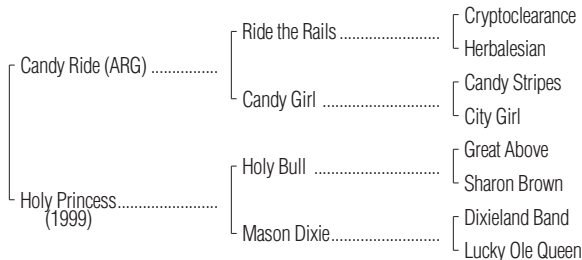 Cryptoclearance
Ride the Rails ..................
Herbalesian
Candy Ride (ARG) ................
Candy Stripes
Candy Girl ..........................
City Girl
Great Above
Holy Bull ............................
Sharon Brown
Holy Princess........................
(1999)
Dixieland Band
Mason Dixie........................
Lucky Ole Queen